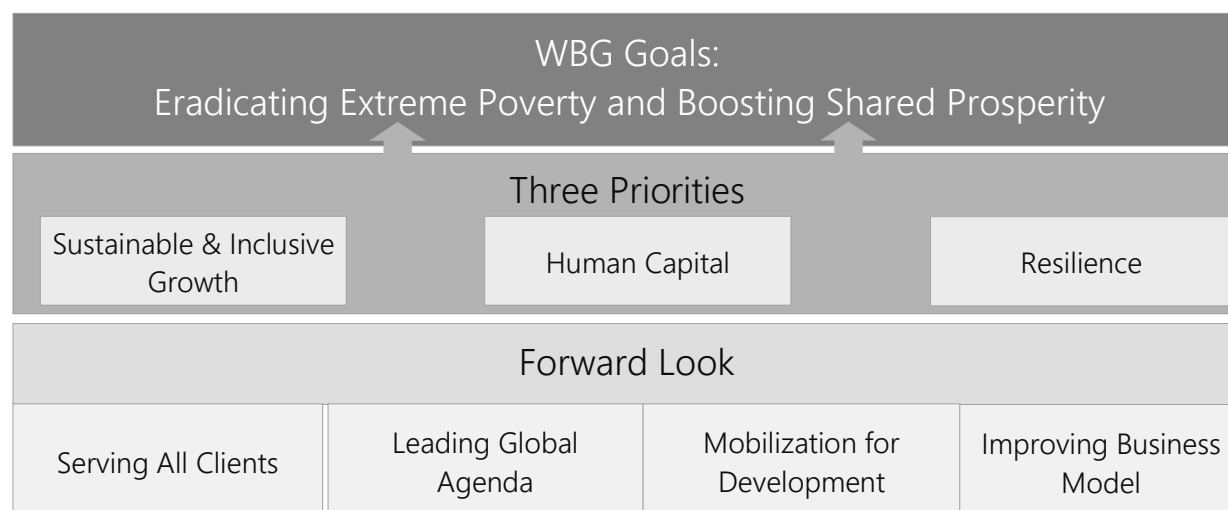 WBG Goals:
Eradicating Extreme Poverty and Boosting Shared Prosperity
Three Priorities
Sustainable & Inclusive
Growth
Human Capital
Resilience
Forward Look
Serving All Clients
Leading Global
Agenda
Mobilization for
Development
Improving Business
Model